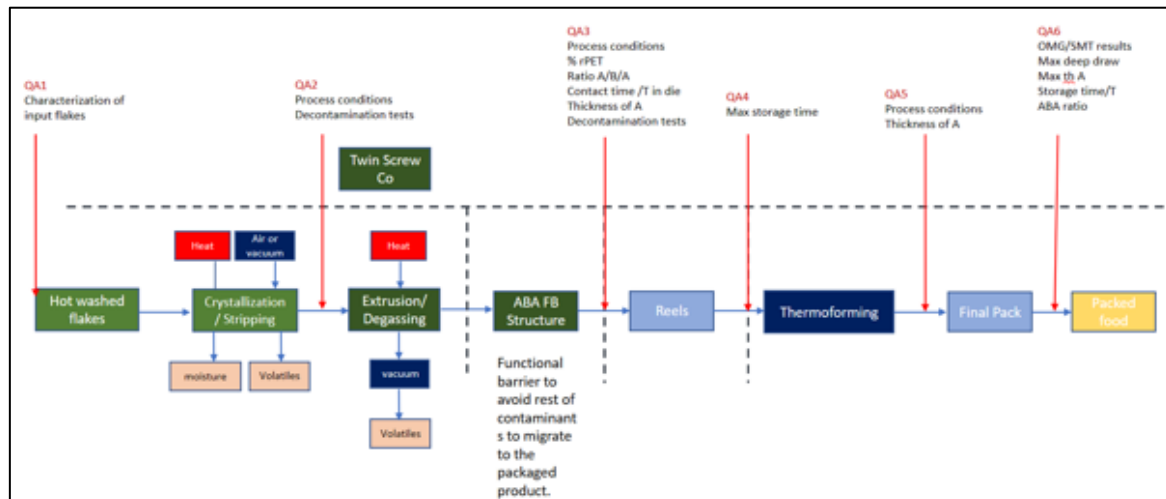 QA1
Characterization of
input flakes
QA2
Process conditions
Decontamination tests
QA3
Process conditions
% rPET
Ratio A/B/A
Contact time /T in die
Thickness of A
Decontamination tests
QA4
Max storage time
QA5
Process conditions
Thickness of A
QA6
OMG/SMT results
Max deep draw
Max th A
Storage time/T
ABA ratio
Twin Screw
Co
Heat
Air or
vacuum
Heat
Hot washed
flakes
Crystallization
/ Stripping
Extrusion/
Degassing
ABA FB
Structure
Reels
Thermoforming
Final Pack
Packed
food
moisture
Volatiles
vacuum
Volatiles
Functional
barrier to
avoid rest of
contaminant
s to migrate
to the
packaged
product.